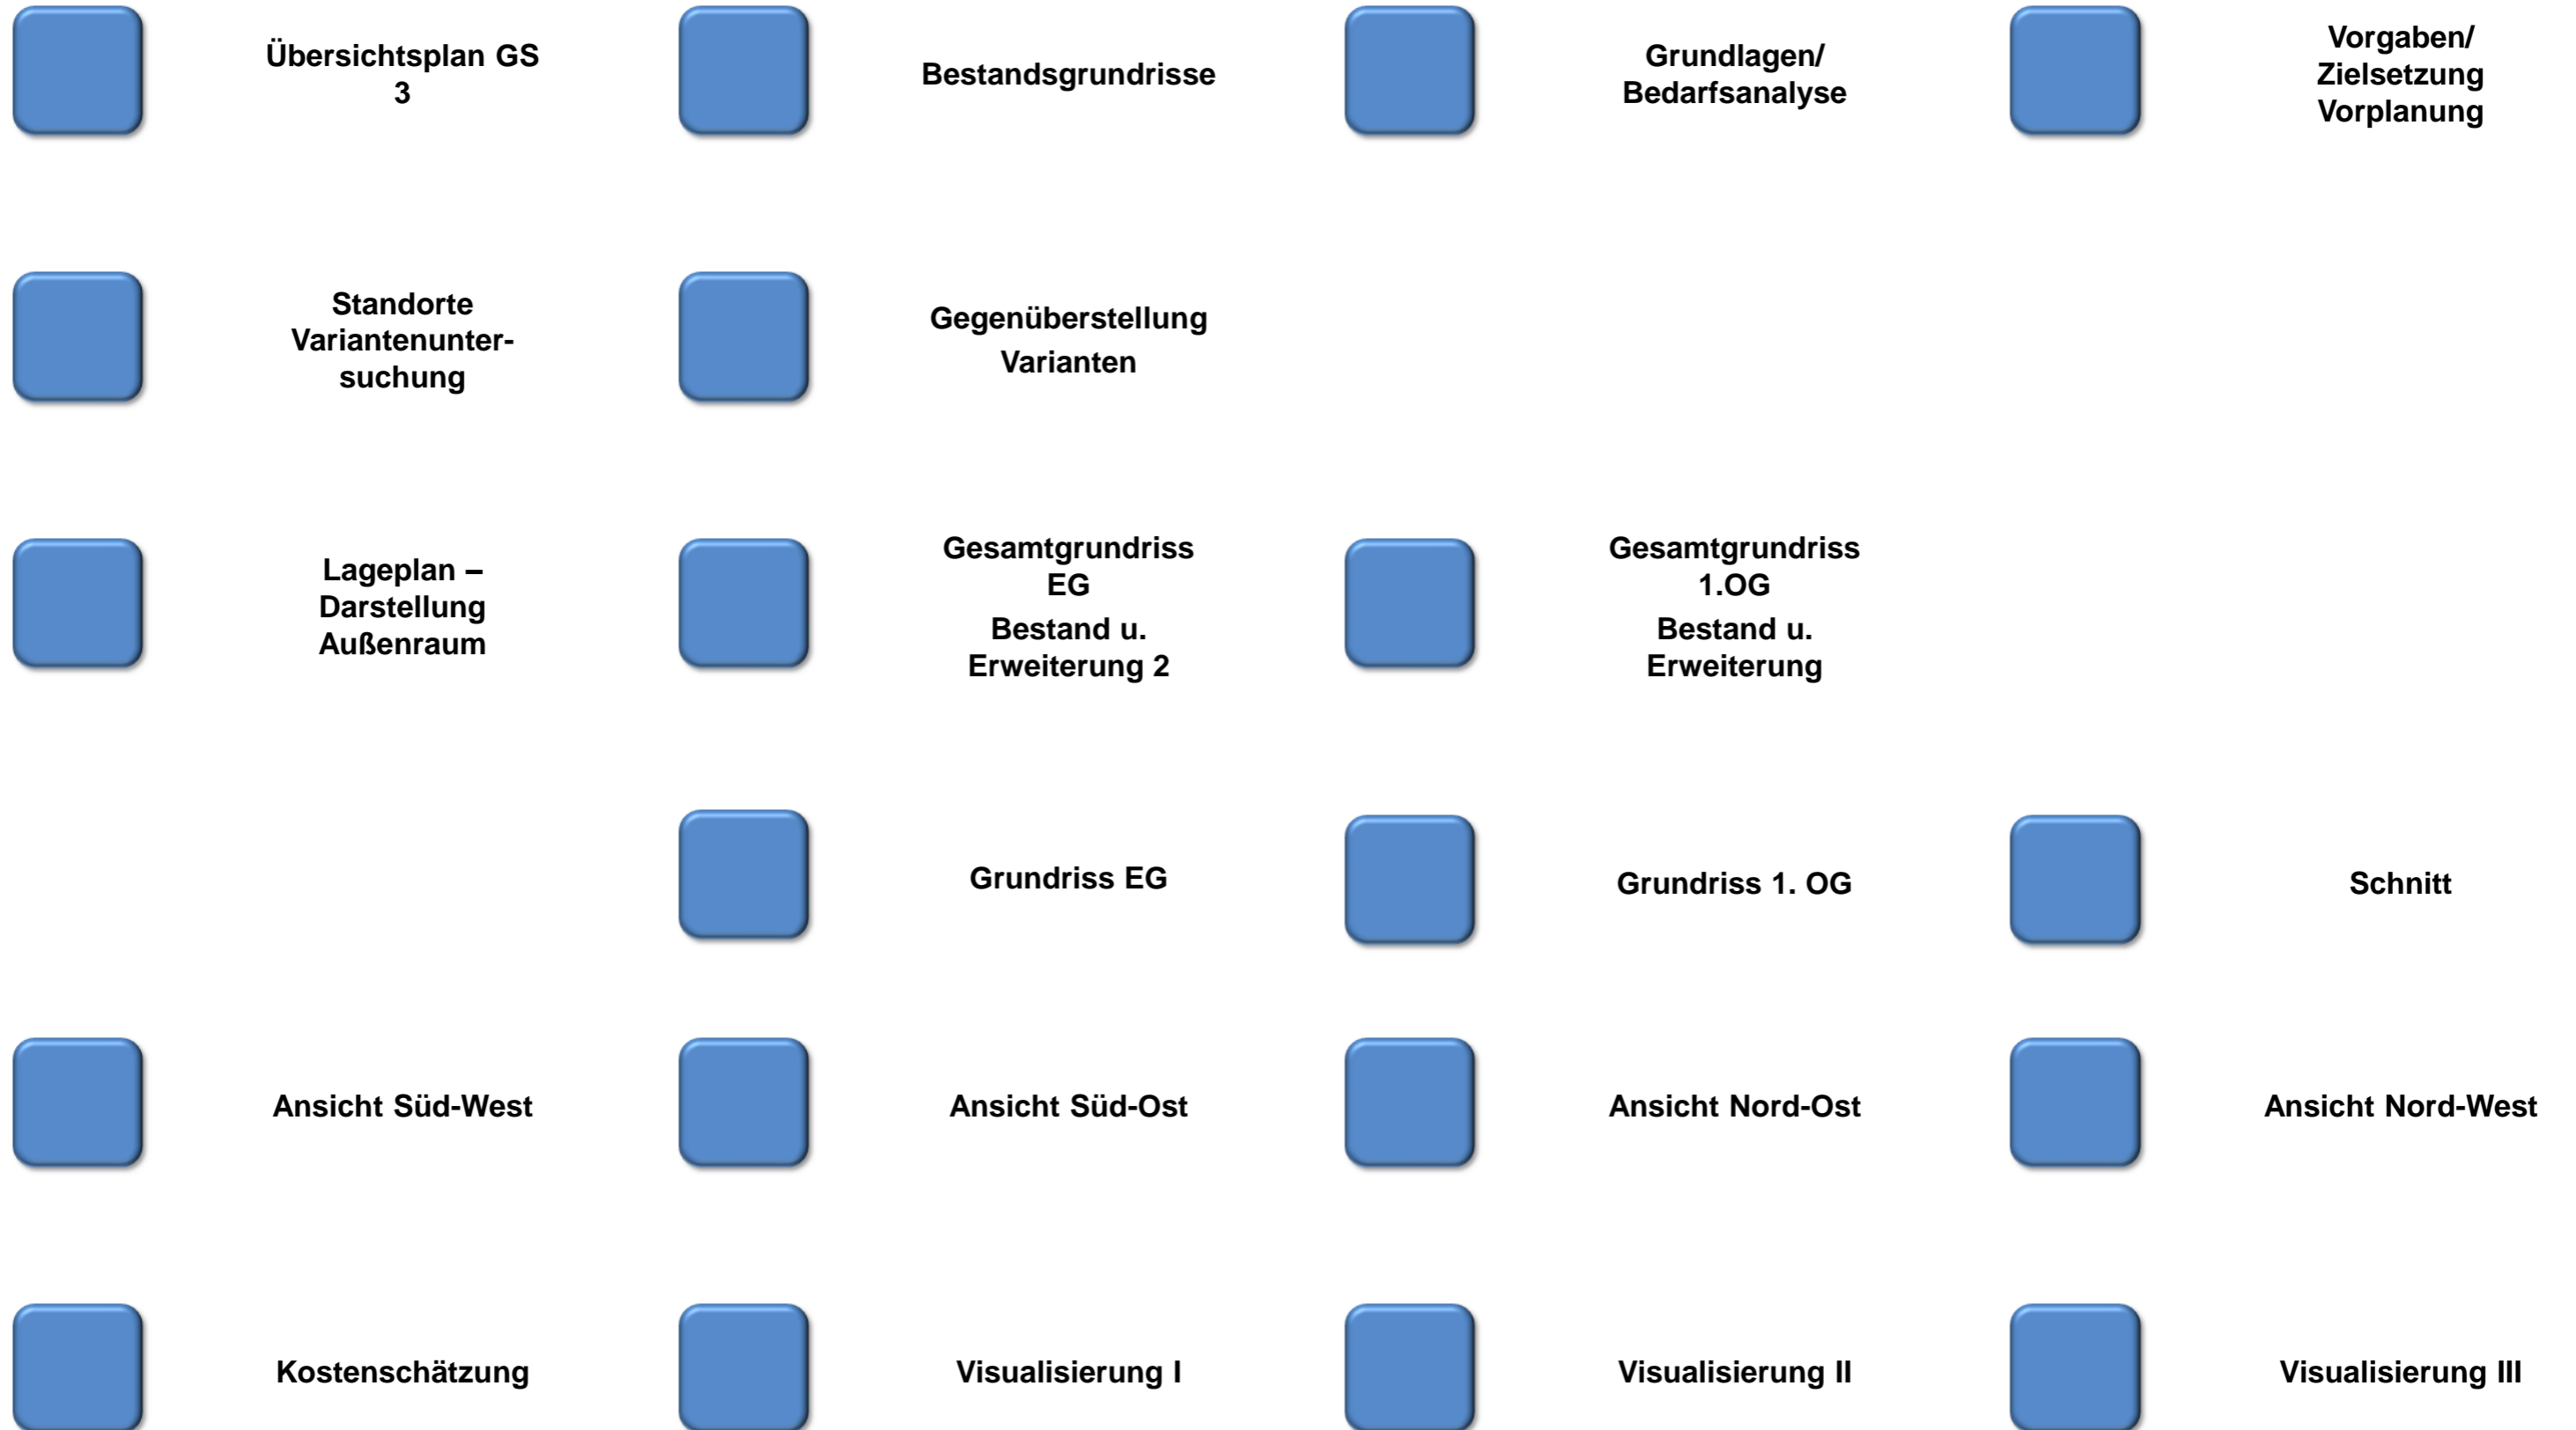 Übersichtsplan GS
3
Bestandsgrundrisse
Grundlagen/
Bedarfsanalyse
Vorgaben/
Zielsetzung
Vorplanung
Standorte
Variantenunter-
suchung
Gegenüberstellung
Varianten
Lageplan –
Darstellung
Außenraum
Gesamtgrundriss
EG
Bestand u.
Erweiterung 2
Gesamtgrundriss
1.OG
Bestand u.
Erweiterung
Grundriss EG
Grundriss 1. OG
Schnitt
Ansicht Süd-West
Ansicht Süd-Ost
Ansicht Nord-Ost
Ansicht Nord-West
Kostenschätzung
Visualisierung I
Visualisierung II
Visualisierung III